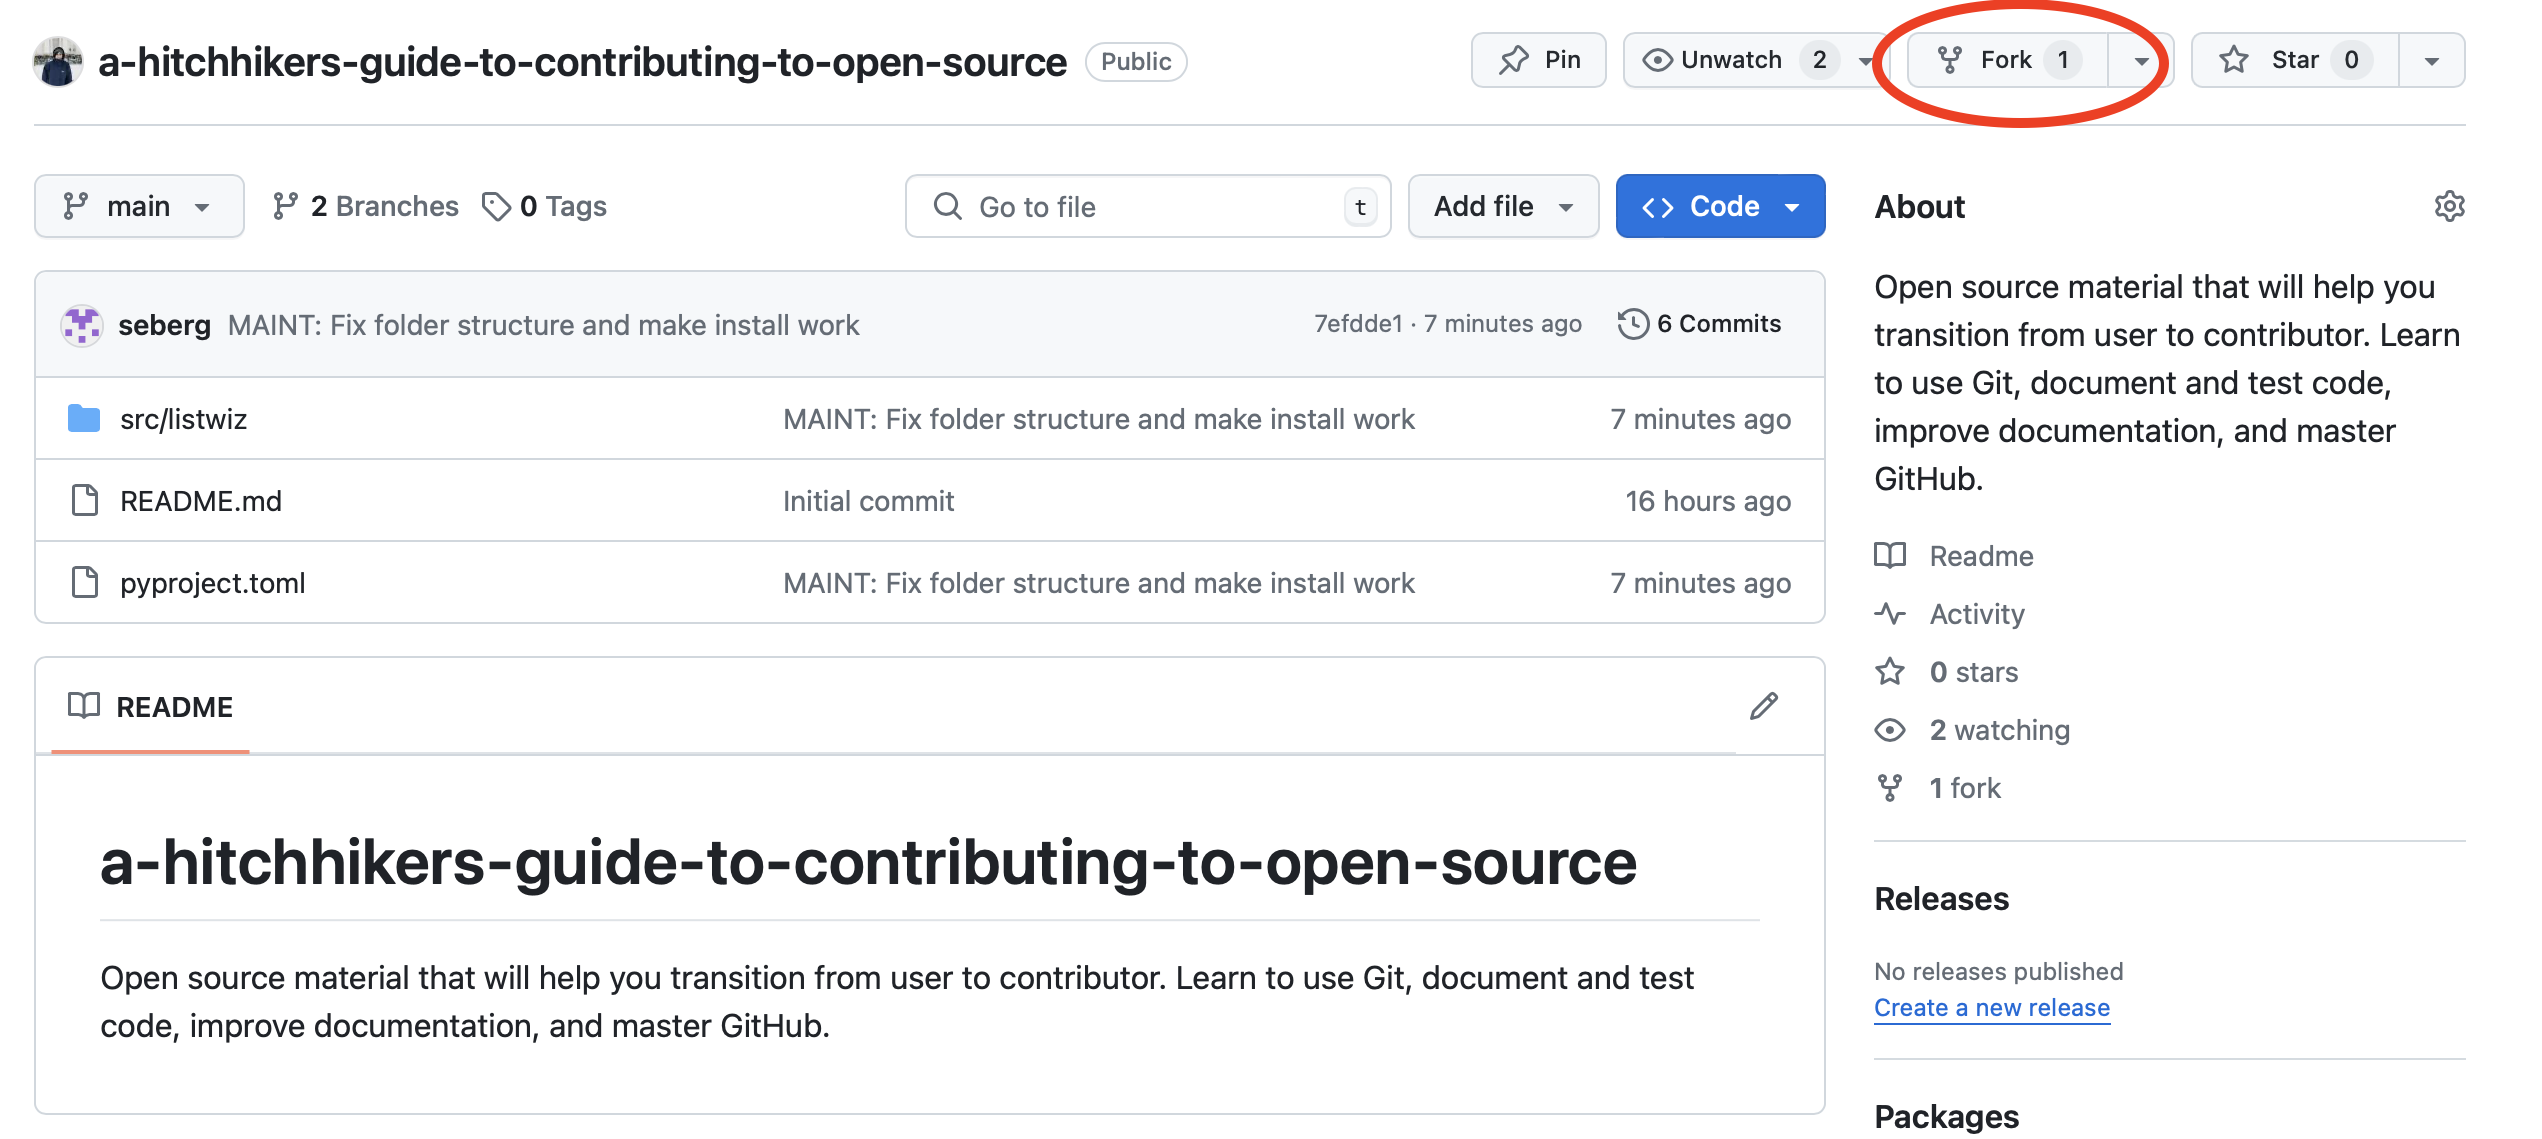 a-hitchhikers-guide-to-contributing-to-open-source Public Pin Unwatch 2 Fork 1 Star 0
main 2 Branches 0 Tags Go to file t Add file Code
seberg MAINT: Fix folder structure and make install work 7efdde1 · 7 minutes ago 6 Commits
src/listwiz MAINT: Fix folder structure and make install work 7 minutes ago
README.md Initial commit 16 hours ago
pyproject.toml MAINT: Fix folder structure and make install work 7 minutes ago
README
a-hitchhikers-guide-to-contributing-to-open-source
Open source material that will help you transition from user to contributor. Learn to use Git, document and test
code, improve documentation, and master GitHub.
About
Open source material that will help you
transition from user to contributor. Learn
to use Git, document and test code,
improve documentation, and master
GitHub.
Readme
Activity
0 stars
2 watching
1 fork
Releases
No releases published
Create a new release
Packages